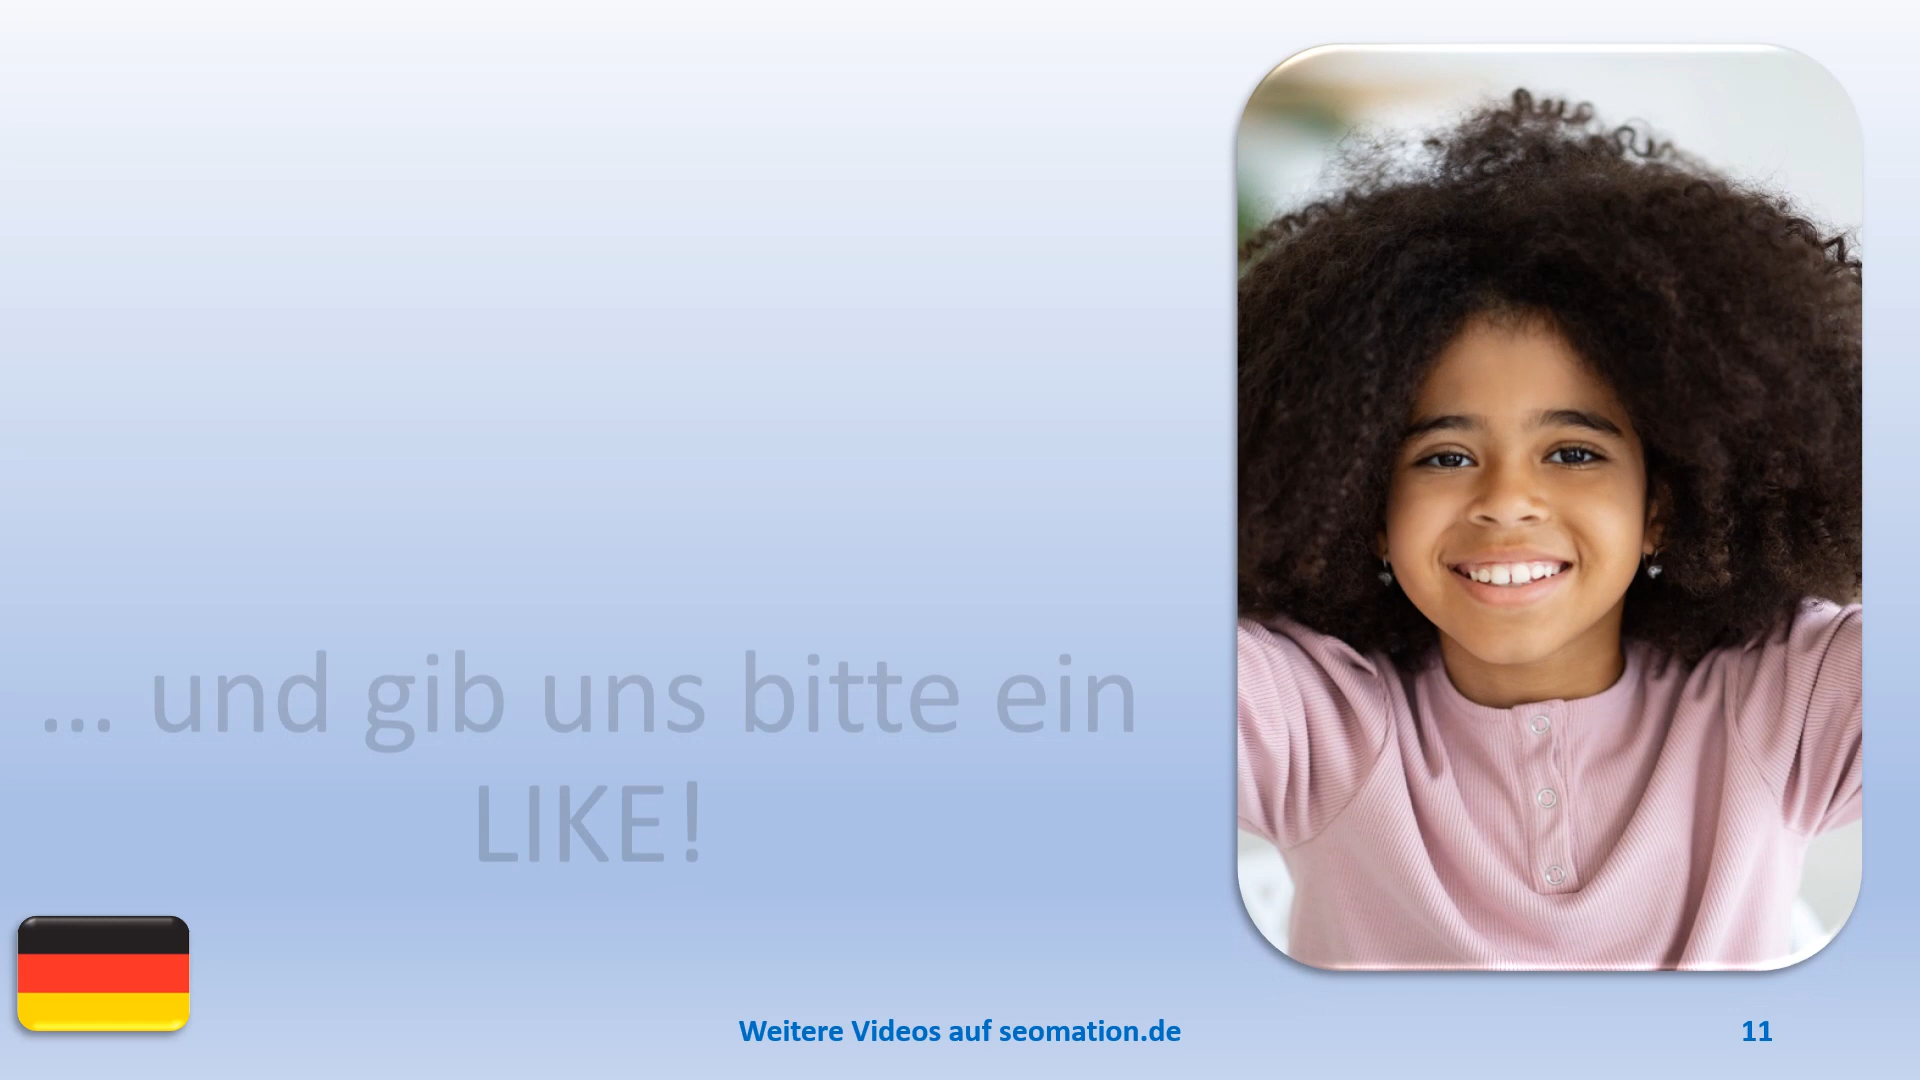 ... und gib uns bitte ein
LIKE!
Weitere Videos auf seomation.de
11